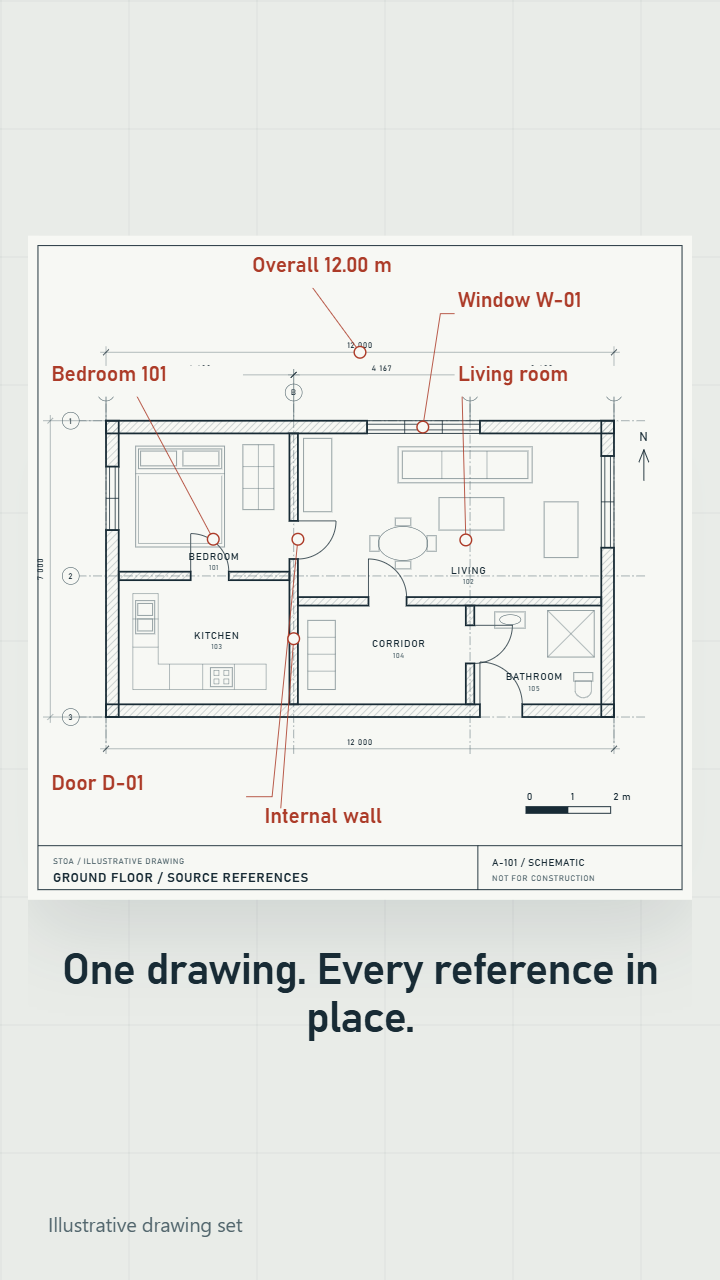 Overall 12.00 m
Window W-01
12 000
4 167
Bedroom 101
Living room
B
1
N
BEDROOM
101
7 000
2
LIVING
102
KITCHEN
103
CORRIDOR
104
BATHROOM
105
3
12 000
Door D-01
Internal wall
0 1 2 m
STOA / ILLUSTRATIVE DRAWING
GROUND FLOOR / SOURCE REFERENCES
A-101 / SCHEMATIC
NOT FOR CONSTRUCTION
One drawing. Every reference in
place.
Illustrative drawing set